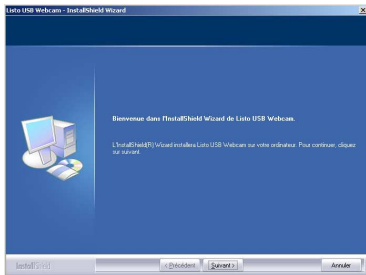 Listo USB Webcam - InstallShield Wizard
Bienvenue dans l'InstallShield Wizard de Listo USB Webcam.
L'InstallShield(R) Wizard installera Listo USB Webcam sur votre ordinateur. Pour continuer, cliquez
sur suivant.
InstallShield
< Précédent
Suivant >
Annuler